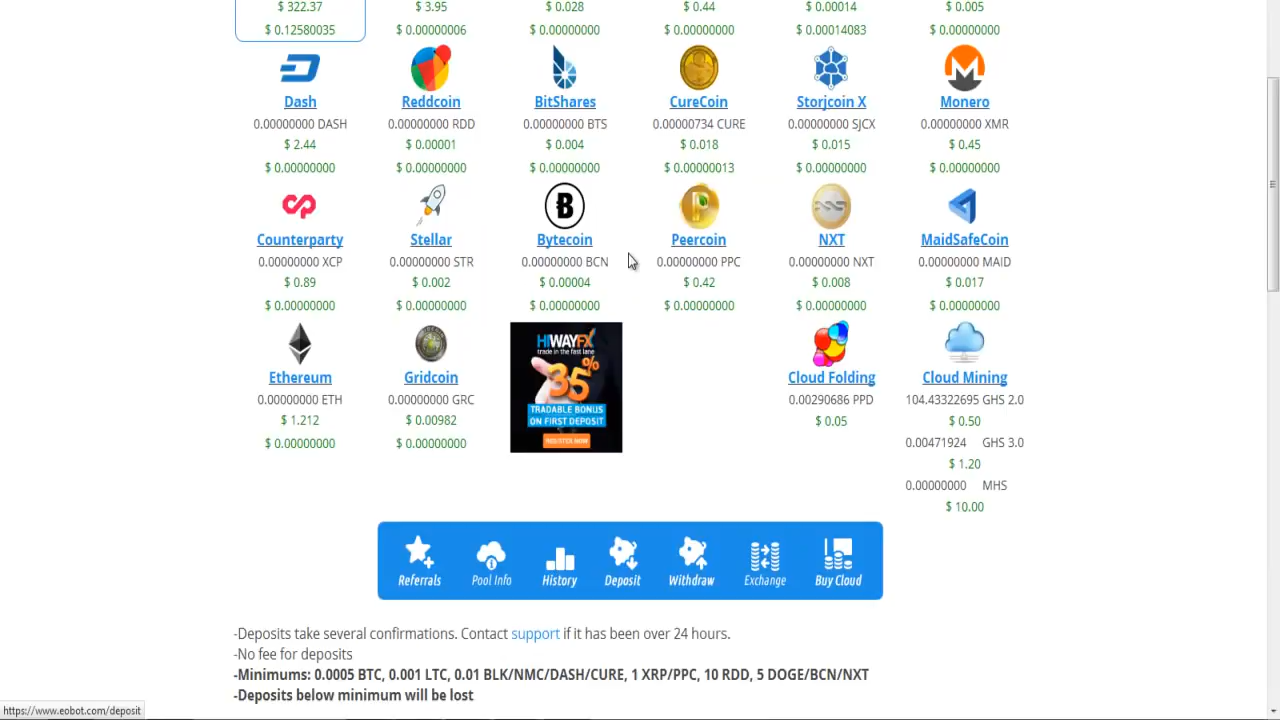 $ 322.37 $ 3.95 $ 0.028 $ 0.44 $ 0.00014 $ 0.005
$ 0.12580035 $ 0.00000006 $ 0.00000000 $ 0.00000000 $ 0.00014083 $ 0.00000000
Dash Reddcoin BitShares CureCoin Storjcoin X Monero
0.00000000 DASH 0.00000000 RDD 0.00000000 BTS 0.00000734 CURE 0.00000000 SJCX 0.00000000 XMR
$ 2.44 $ 0.00001 $ 0.004 $ 0.018 $ 0.015 $ 0.45
$ 0.00000000 $ 0.00000000 $ 0.00000000 $ 0.00000013 $ 0.00000000 $ 0.00000000
Counterparty Stellar Bytecoin Peercoin NXT MaidSafeCoin
0.00000000 XCP 0.00000000 STR 0.00000000 BCN 0.00000000 PPC 0.00000000 NXT 0.00000000 MAID
$ 0.89 $ 0.002 $ 0.00004 $ 0.42 $ 0.008 $ 0.017
$ 0.00000000 $ 0.00000000 $ 0.00000000 $ 0.00000000 $ 0.00000000 $ 0.00000000
HIWAYFX
trade in the fast lane
35%
TRADABLE BONUS
ON FIRST DEPOSIT
REGISTER NOW
Ethereum Gridcoin Cloud Folding Cloud Mining
0.00000000 ETH 0.00000000 GRC 0.00290686 PPD 104.43322695 GHS 2.0
$ 1.212 $ 0.00982 $ 0.05 $ 0.50
$ 0.00000000 $ 0.00000000 0.00471924 GHS 3.0
$ 1.20
0.00000000 MHS
$ 10.00
Referrals Pool Info History Deposit Withdraw Exchange Buy Cloud
-Deposits take several confirmations. Contact support if it has been over 24 hours.
-No fee for deposits
-Minimums: 0.0005 BTC, 0.001 LTC, 0.01 BLK/NMC/DASH/CURE, 1 XRP/PPC, 10 RDD, 5 DOGE/BCN/NXT
-Deposits below minimum will be lost
https://www.eobot.com/deposit